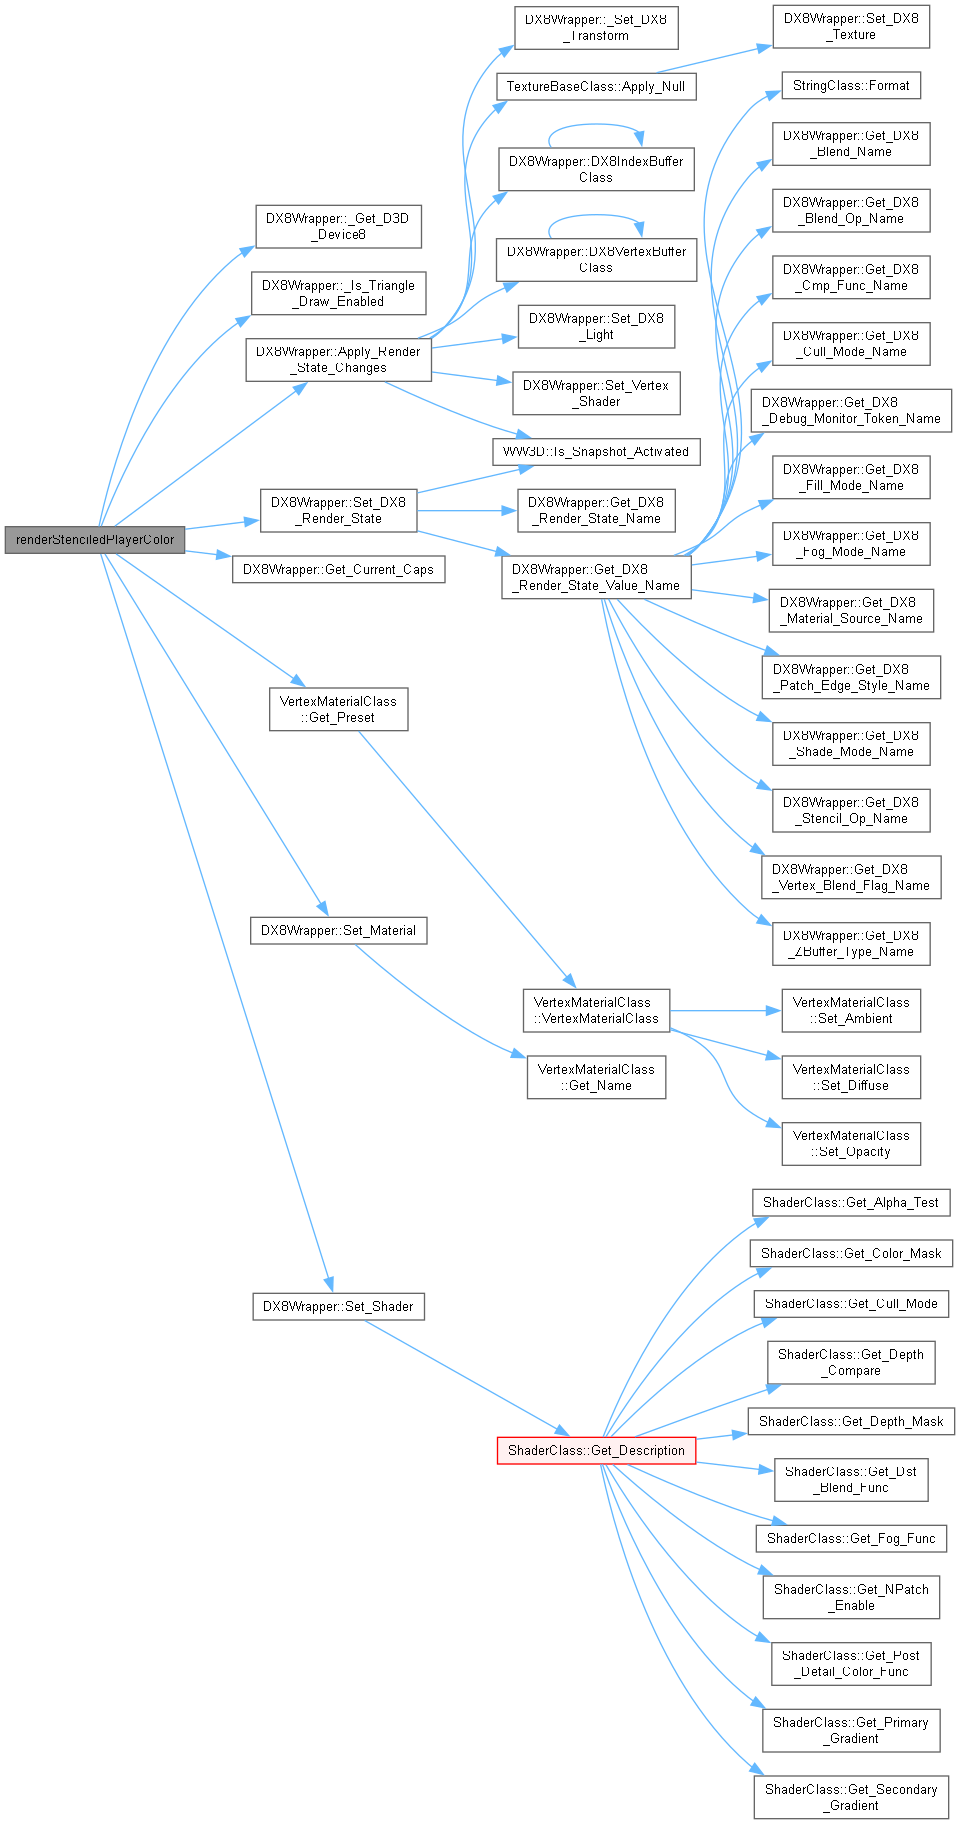 renderStenciledPlayerColor
DX8Wrapper::_Get_D3D
_Device8
DX8Wrapper::_Is_Triangle
_Draw_Enabled
DX8Wrapper::Apply_Render
_State_Changes
DX8Wrapper::Set_DX8
_Render_State
DX8Wrapper::Get_Current_Caps
VertexMaterialClass
::Get_Preset
DX8Wrapper::Set_Material
DX8Wrapper::Set_Shader
DX8Wrapper::_Set_DX8
_Transform
TextureBaseClass::Apply_Null
DX8Wrapper::DX8IndexBuffer
Class
DX8Wrapper::DX8VertexBuffer
Class
DX8Wrapper::Set_DX8
_Light
DX8Wrapper::Set_Vertex
_Shader
WW3D::Is_Snapshot_Activated
DX8Wrapper::Get_DX8
_Render_State_Name
DX8Wrapper::Get_DX8
_Render_State_Value_Name
VertexMaterialClass
::VertexMaterialClass
VertexMaterialClass
::Get_Name
ShaderClass::Get_Description
DX8Wrapper::Set_DX8
_Texture
StringClass::Format
DX8Wrapper::Get_DX8
_Blend_Name
DX8Wrapper::Get_DX8
_Blend_Op_Name
DX8Wrapper::Get_DX8
_Cmp_Func_Name
DX8Wrapper::Get_DX8
_Cull_Mode_Name
DX8Wrapper::Get_DX8
_Debug_Monitor_Token_Name
DX8Wrapper::Get_DX8
_Fill_Mode_Name
DX8Wrapper::Get_DX8
_Fog_Mode_Name
DX8Wrapper::Get_DX8
_Material_Source_Name
DX8Wrapper::Get_DX8
_Patch_Edge_Style_Name
DX8Wrapper::Get_DX8
_Shade_Mode_Name
DX8Wrapper::Get_DX8
_Stencil_Op_Name
DX8Wrapper::Get_DX8
_Vertex_Blend_Flag_Name
DX8Wrapper::Get_DX8
_ZBuffer_Type_Name
VertexMaterialClass
::Set_Ambient
VertexMaterialClass
::Set_Diffuse
VertexMaterialClass
::Set_Opacity
ShaderClass::Get_Alpha_Test
ShaderClass::Get_Color_Mask
ShaderClass::Get_Cull_Mode
ShaderClass::Get_Depth
_Compare
ShaderClass::Get_Depth_Mask
ShaderClass::Get_Dst
_Blend_Func
ShaderClass::Get_Fog_Func
ShaderClass::Get_NPatch
_Enable
ShaderClass::Get_Post
_Detail_Color_Func
ShaderClass::Get_Primary
_Gradient
ShaderClass::Get_Secondary
_Gradient